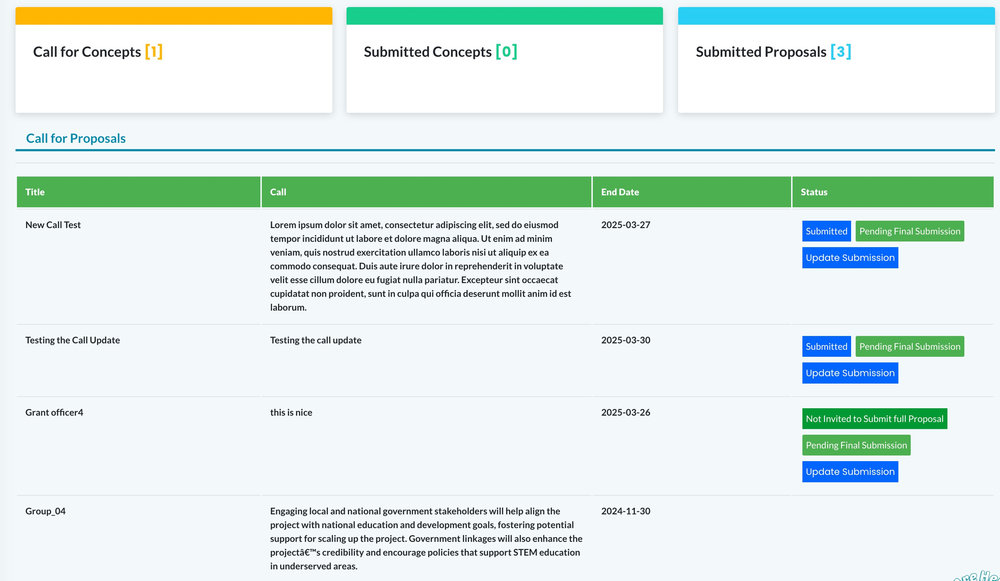 Call for Concepts [1]
Submitted Concepts [0]
Submitted Proposals [3]
Call for Proposals
Title
Call
End Date
Status
New Call Test
Lorem ipsum dolor sit amet, consectetur adipiscing elit, sed do eiusmod
tempor incididunt ut labore et dolore magna aliqua. Ut enim ad minim
veniam, quis nostrud exercitation ullamco laboris nisi ut aliquip ex ea
commodo consequat. Duis aute irure dolor in reprehenderit in voluptate
velit esse cillum dolore eu fugiat nulla pariatur. Excepteur sint occaecat
cupidatat non proident, sunt in culpa qui officia deserunt mollit anim id est
laborum.
2025-03-27
Submitted
Pending Final Submission
Update Submission
Testing the Call Update
Testing the call update
2025-03-30
Submitted
Pending Final Submission
Update Submission
Grant officer4
this is nice
2025-03-26
Not Invited to Submit full Proposal
Pending Final Submission
Update Submission
Group_04
Engaging local and national government stakeholders will help align the
project with national education and development goals, fostering potential
support for scaling up the project. Government linkages will also enhance the
projectâ€™s credibility and encourage policies that support STEM education
in underserved areas.
2024-11-30